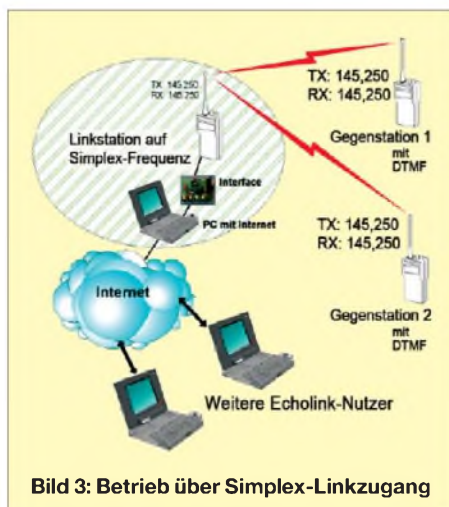 TX: 145,250
RX: 145,250
Linkstation auf
Simplex-Frequenz
Interface
PC mit Internet
Internet
TX: 145,250
RX: 145,250
Gegenstation 1
mit
DTMF
TX: 145,250
RX: 145,250
Gegenstation 2
mit
DTMF
Weitere Echolink-Nutzer
Bild 3: Betrieb über Simplex-Linkzugang